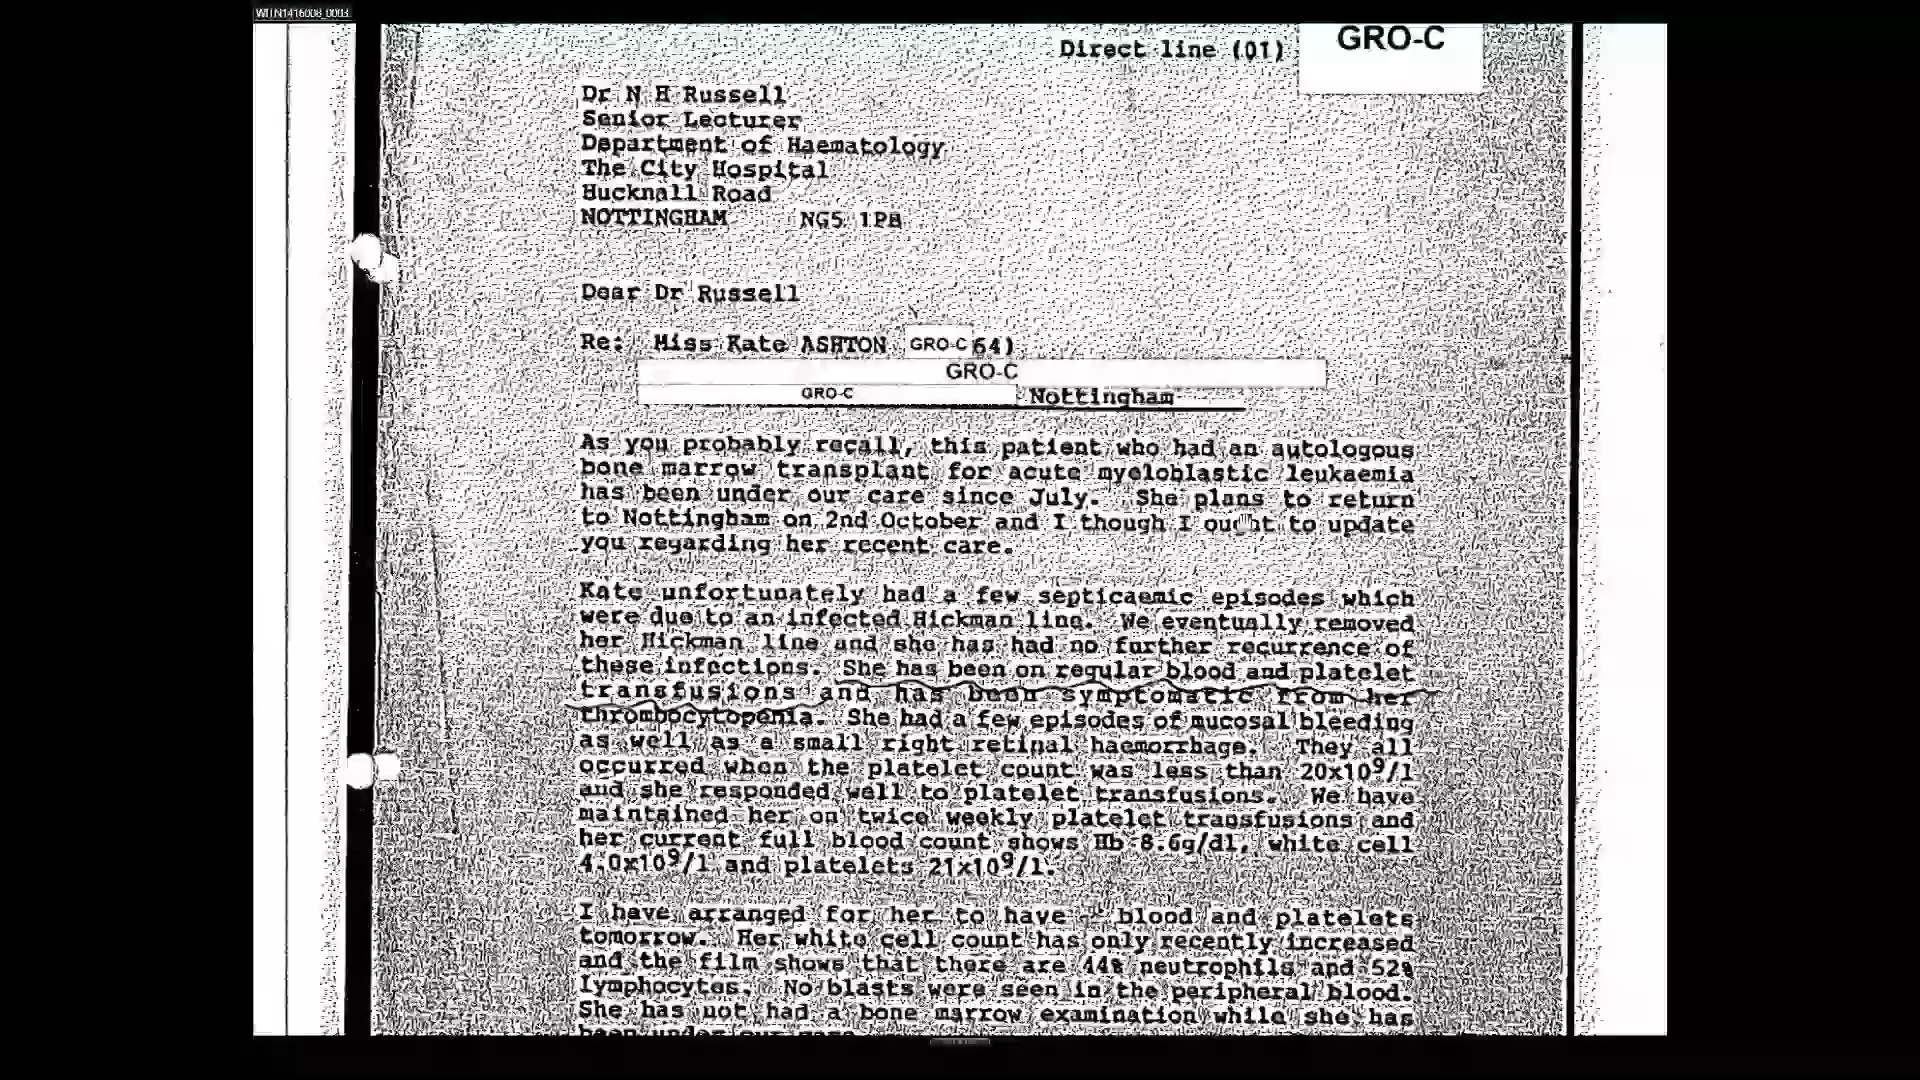 WITN1416008_0003
Direct line (01) GRO-C
Dr N H Russell
Senior Lecturer
Department of Haematology
The City Hospital
Hucknall Road
NOTTINGHAM NG5 1PB
Dear Dr Russell
Re: Miss Kate ASHTON GRO-C 64)
GRO-C
GRO-C Nottingham
As you probably recall, this patient who had an autologous
bone marrow transplant for acute myeloblastic leukaemia
has been under our care since July. She plans to return
to Nottingham on 2nd October and I though I ought to update
you regarding her recent care.
Kate unfortunately had a few septicaemic episodes which
were due to an infected Hickman line. We eventually removed
her Hickman line and she has had no further recurrence of
these infections. She has been on regular blood and platelet
transfusions and has been symptomatic from her
thrombocytopenia. She had a few episodes of mucosal bleeding
as well as a small right retinal haemorrhage. They all
occurred when the platelet count was less than 20x10⁹/l
and she responded well to platelet transfusions. We have
maintained her on twice weekly platelet transfusions and
her current full blood count shows Hb 8.6g/dl, white cell
4.0x10⁹/l and platelets 21x10⁹/l.
I have arranged for her to have blood and platelets
tomorrow. Her white cell count has only recently increased
and the film shows that there are 44% neutrophils and 52%
lymphocytes. No blasts were seen in the peripheral blood.
She has not had a bone marrow examination while she has
been under our care